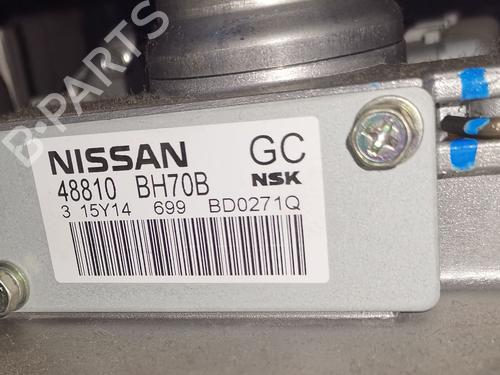 B-PARTS
NISSAN GC
48810 BH70B NSK
3 15Y14 699 BD0271Q